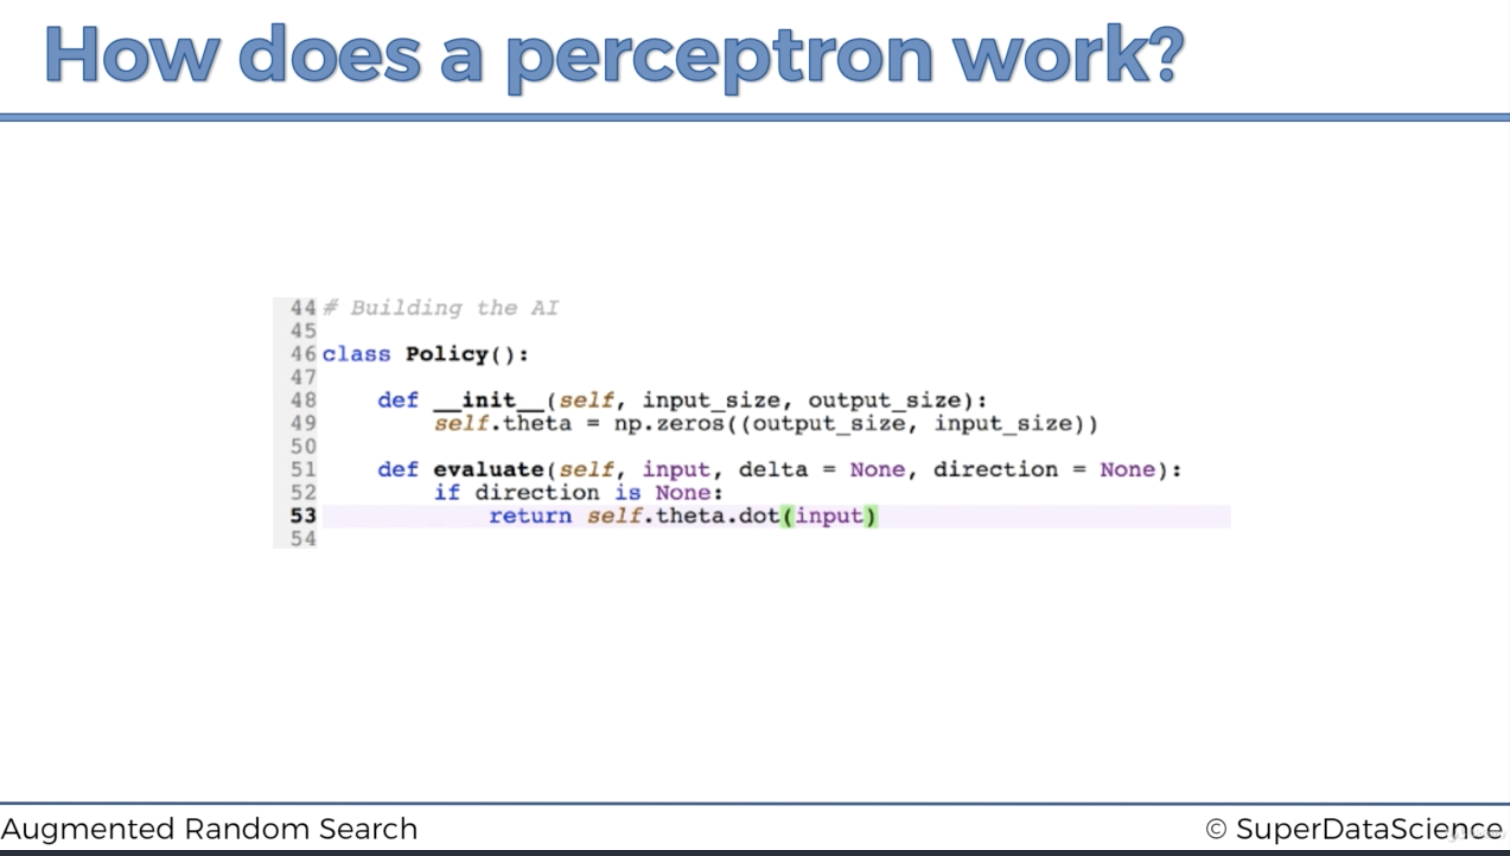 How does a perceptron work?
44 # Building the AI
45
46 class Policy():
47
48     def __init__(self, input_size, output_size):
49         self.theta = np.zeros((output_size, input_size))
50
51     def evaluate(self, input, delta = None, direction = None):
52         if direction is None:
53             return self.theta.dot(input)
54
Augmented Random Search
© SuperDataScience